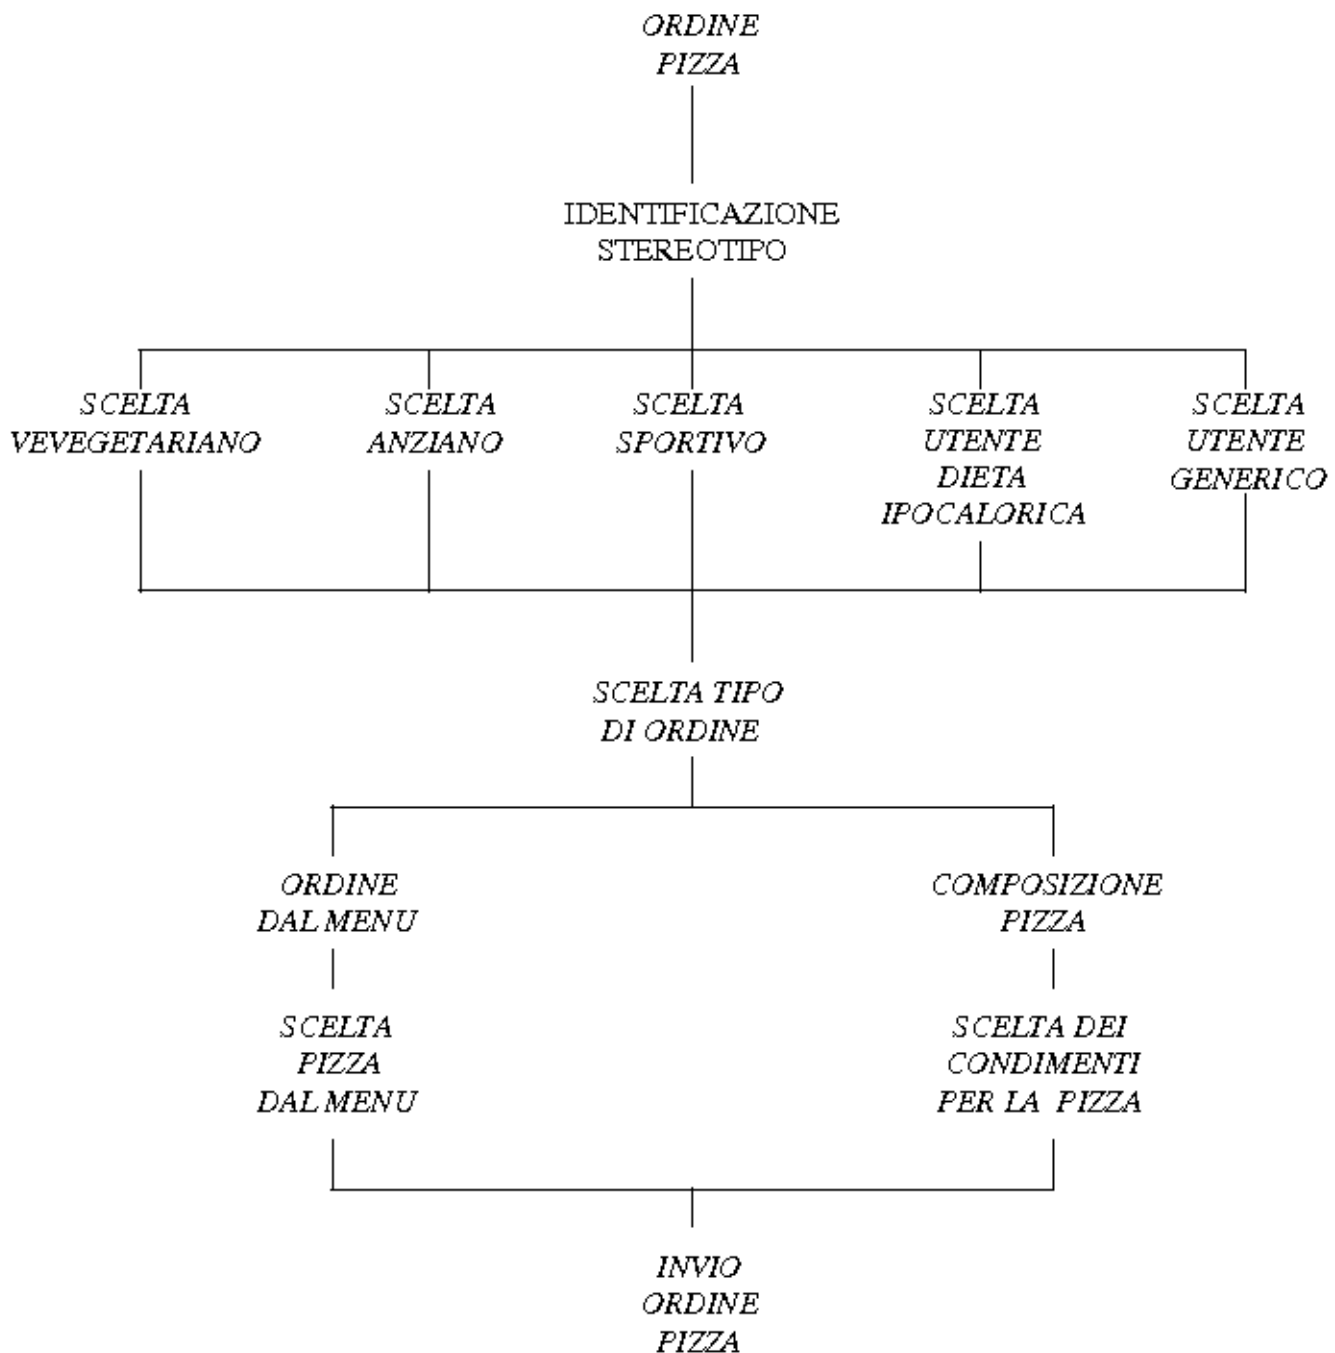 ORDINE
PIZZA
IDENTIFICAZIONE
STEREOTIPO
SCELTA
VEVEGETARIANO
SCELTA
ANZIANO
SCELTA
SPORTIVO
SCELTA
UTENTE
DIETA
IPOCALORICA
SCELTA
UTENTE
GENERICO
SCELTA TIPO
DI ORDINE
ORDINE
DAL MENU
COMPOSIZIONE
PIZZA
SCELTA
PIZZA
DAL MENU
SCELTA DEI
CONDIMENTI
PER LA PIZZA
INVIO
ORDINE
PIZZA